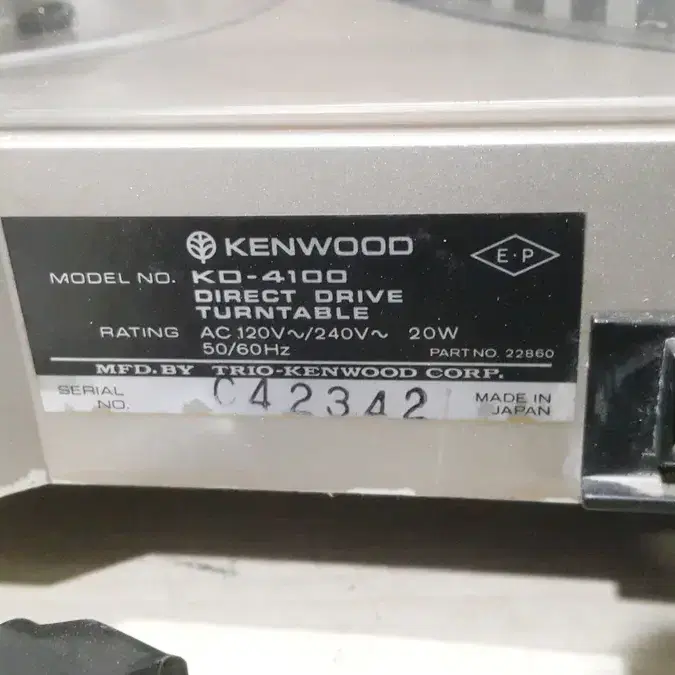 KENWOOD
E·P
MODEL NO. KD-4100
DIRECT DRIVE
TURNTABLE
RATING AC 120V~/240V~ 20W
50/60Hz PART NO. 22860
MFD. BY TRIO-KENWOOD CORP.
SERIAL NO. C42342
MADE IN JAPAN